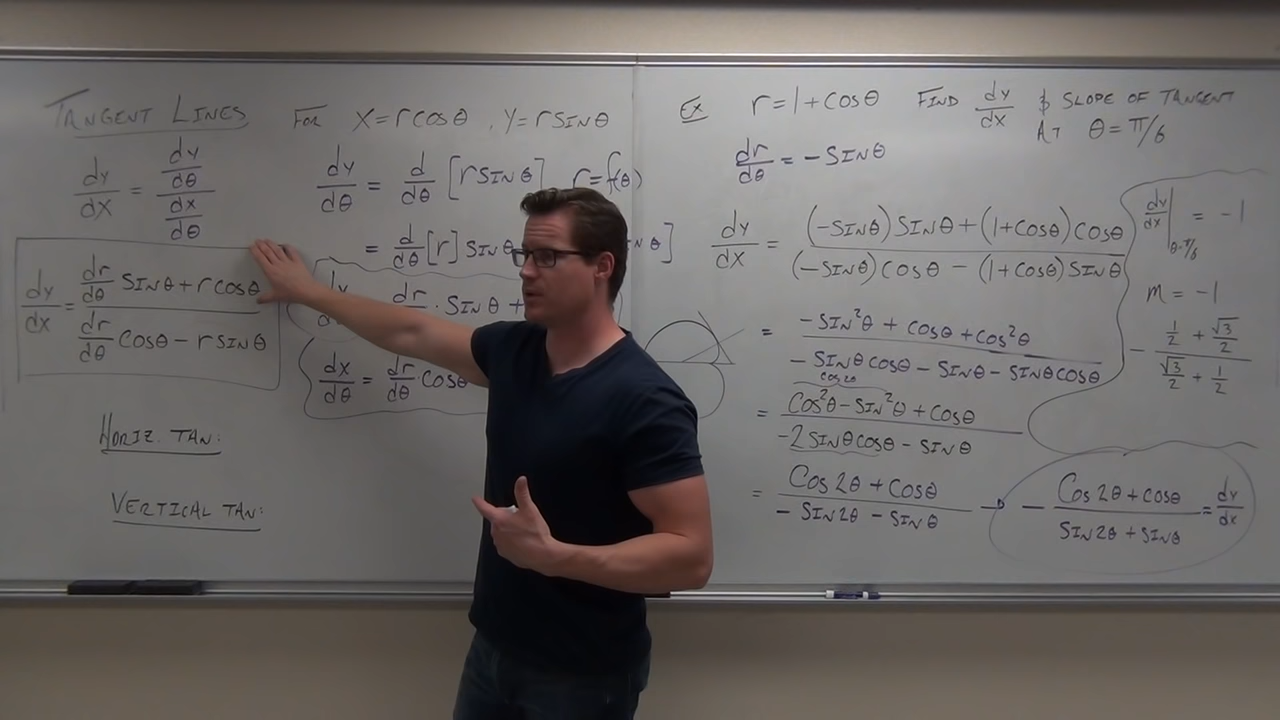 TANGENT LINES
dy/dx = (dy/dθ)/(dx/dθ)
dy/dx = (dr/dθ SINθ + r COSθ)/(dr/dθ COSθ - r SINθ)
HORIZ. TAN:
VERTICAL TAN:
FOR X = r COSθ , Y = r SINθ
dy/dθ = d/dθ [r SINθ] r = f(θ)
= d/dθ [r] SINθ
dr/dθ · SINθ +
dx/dθ = dr/dθ · COSθ
EX r = 1 + COSθ FIND dy/dx & SLOPE OF TANGENT
AT θ = π/6
dr/dθ = -SINθ
dy/dx = ((-SINθ) SINθ + (1+COSθ) COSθ)/((-SINθ) COSθ - (1+COSθ) SINθ)
= (-SIN²θ + COSθ + COS²θ)/(-SINθCOSθ - SINθ - SINθCOSθ)
COS2θ
= (COS²θ - SIN²θ + COSθ)/(-2SINθCOSθ - SINθ)
= (COS2θ + COSθ)/(-SIN2θ - SINθ) → - (COS2θ + COSθ)/(SIN2θ + SINθ) = dy/dx
dy/dx | θ=π/6 = -1
m = -1
- (1/2 + √3/2)/(√3/2 + 1/2)